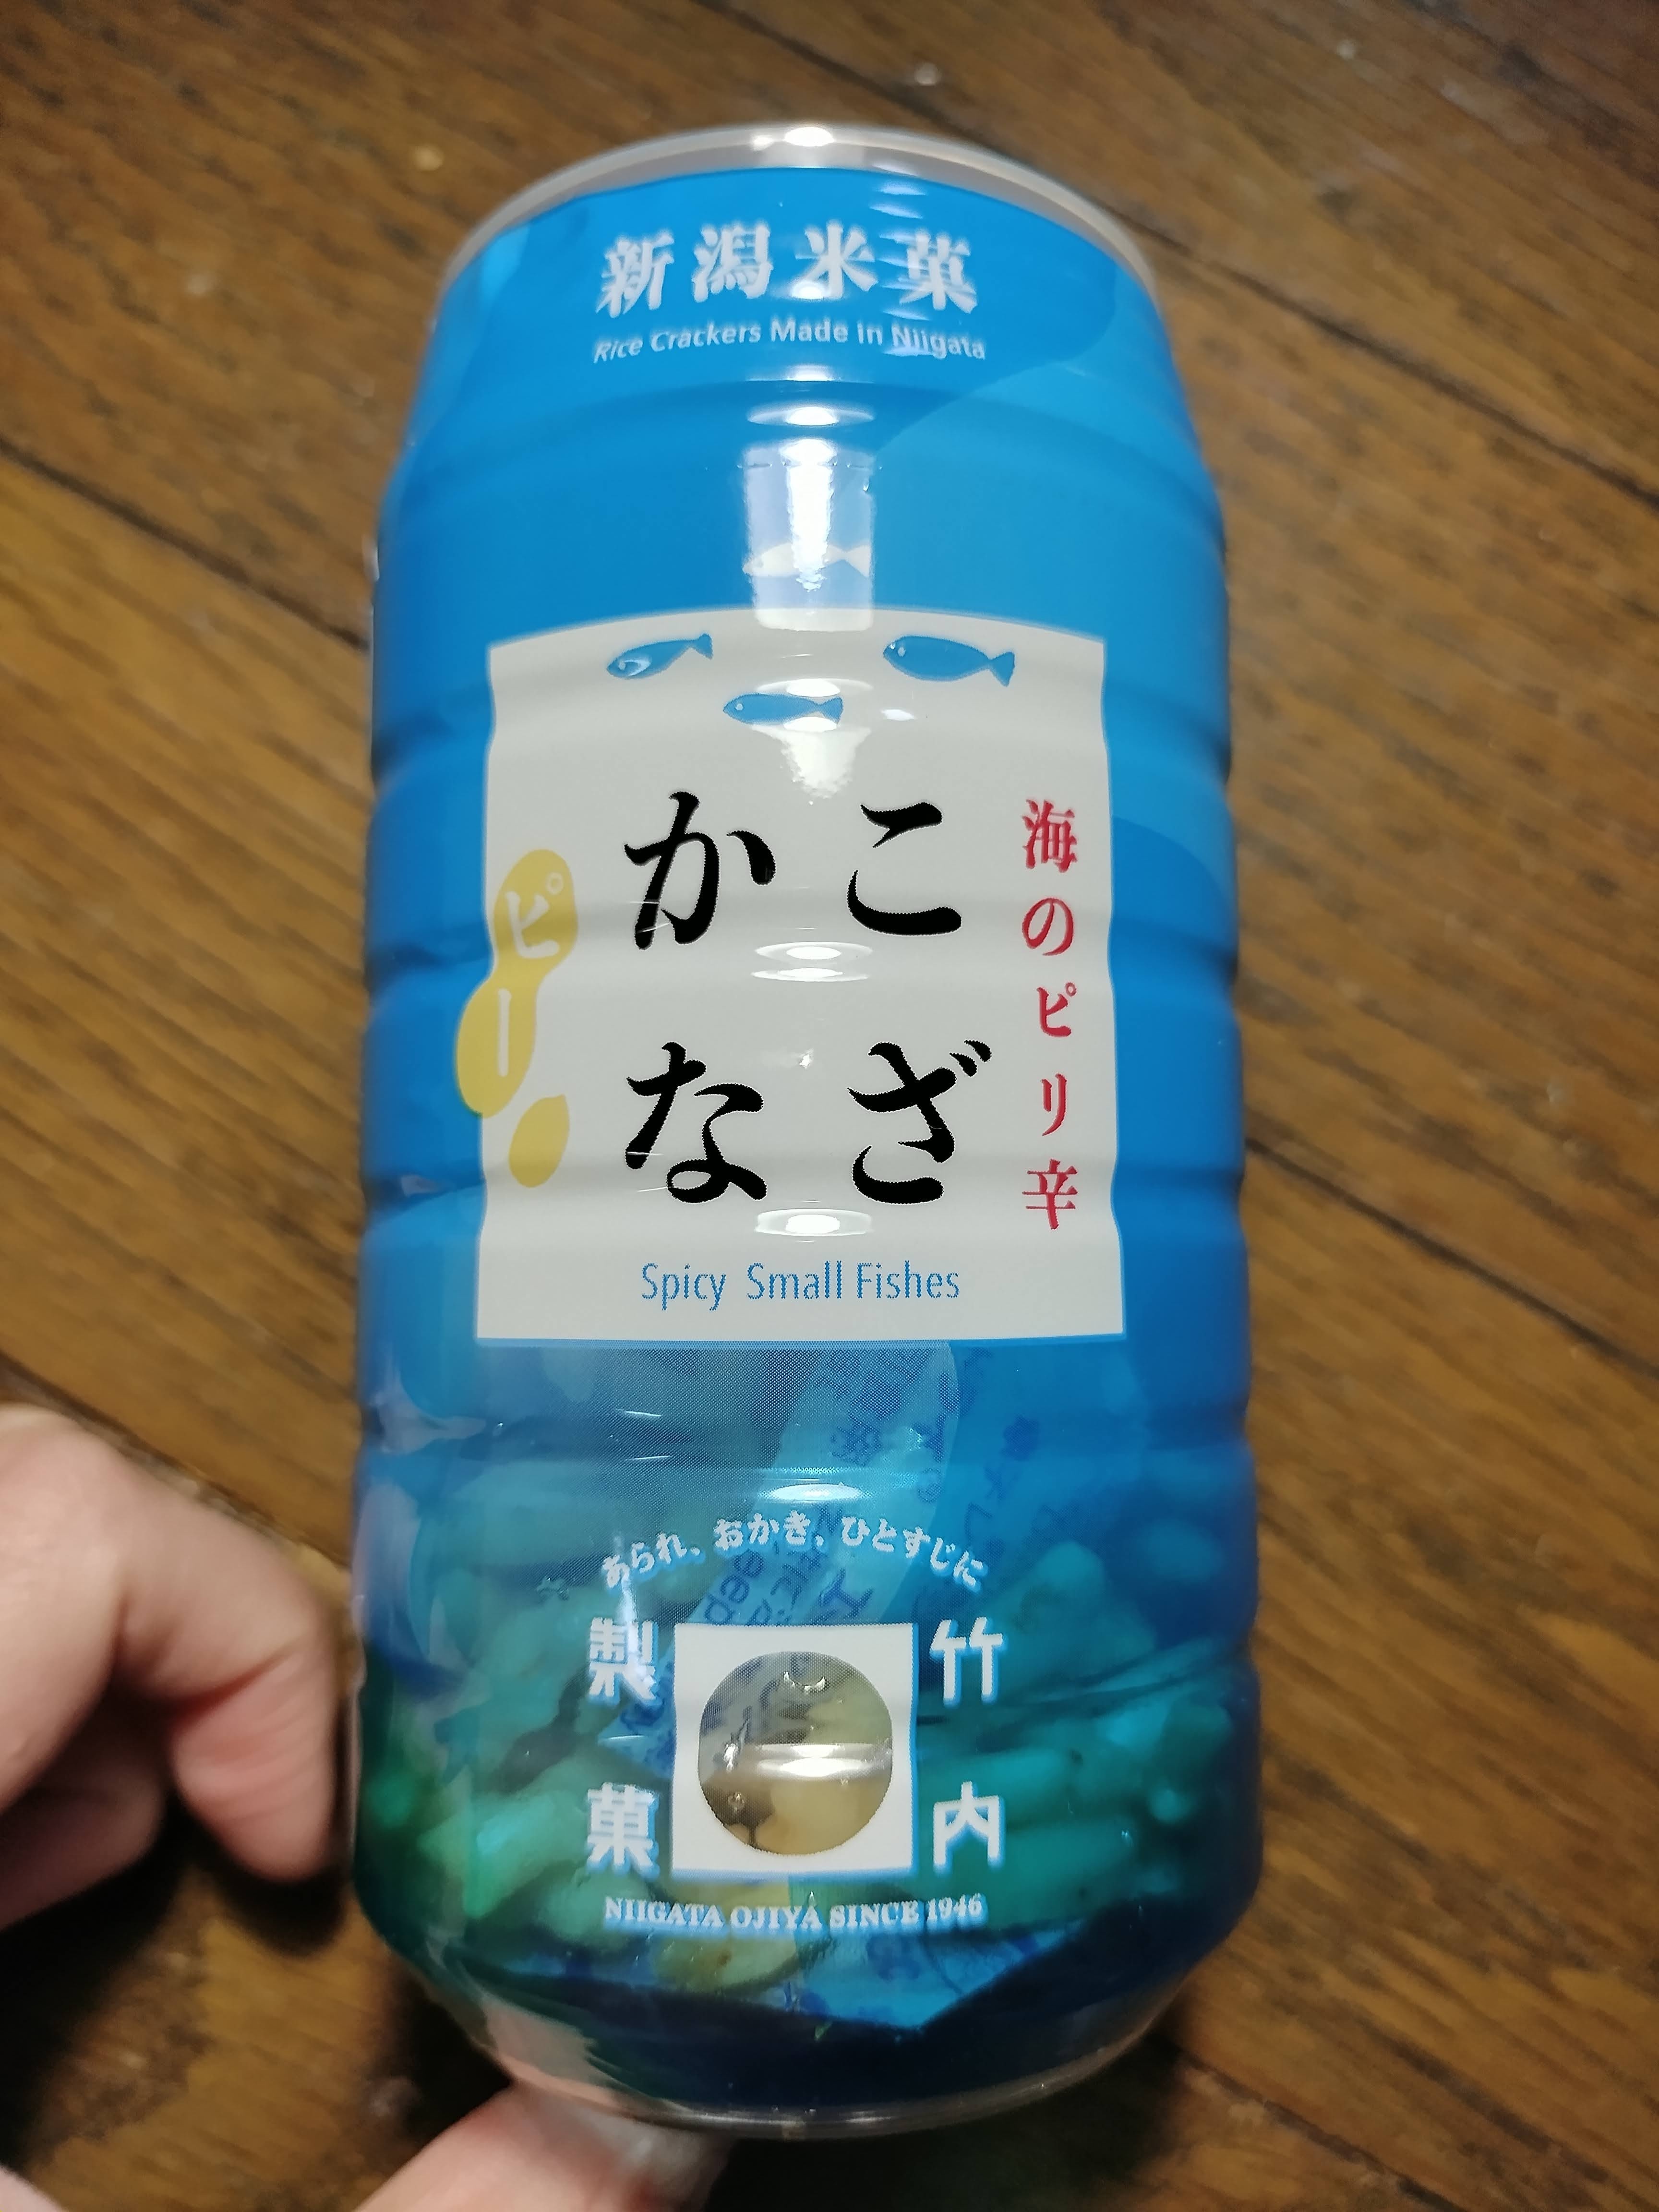 新潟米菓
Rice Crackers Made in Niigata
海のピリ辛
こざ
かな
ピー
Spicy Small Fishes
あられ、おかき、ひとすじに
竹内
製菓
NIIGATA OJIYA SINCE 1946